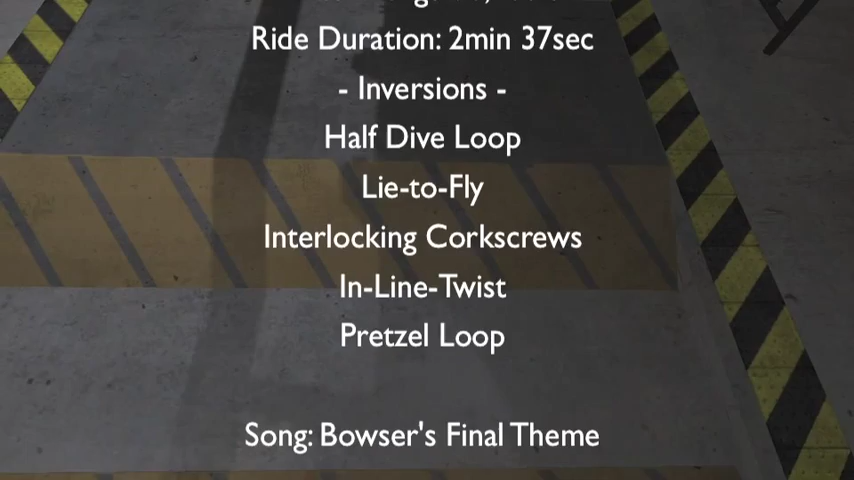 Ride Duration: 2min 37sec
- Inversions -
Half Dive Loop
Lie-to-Fly
Interlocking Corkscrews
In-Line-Twist
Pretzel Loop
Song: Bowser's Final Theme